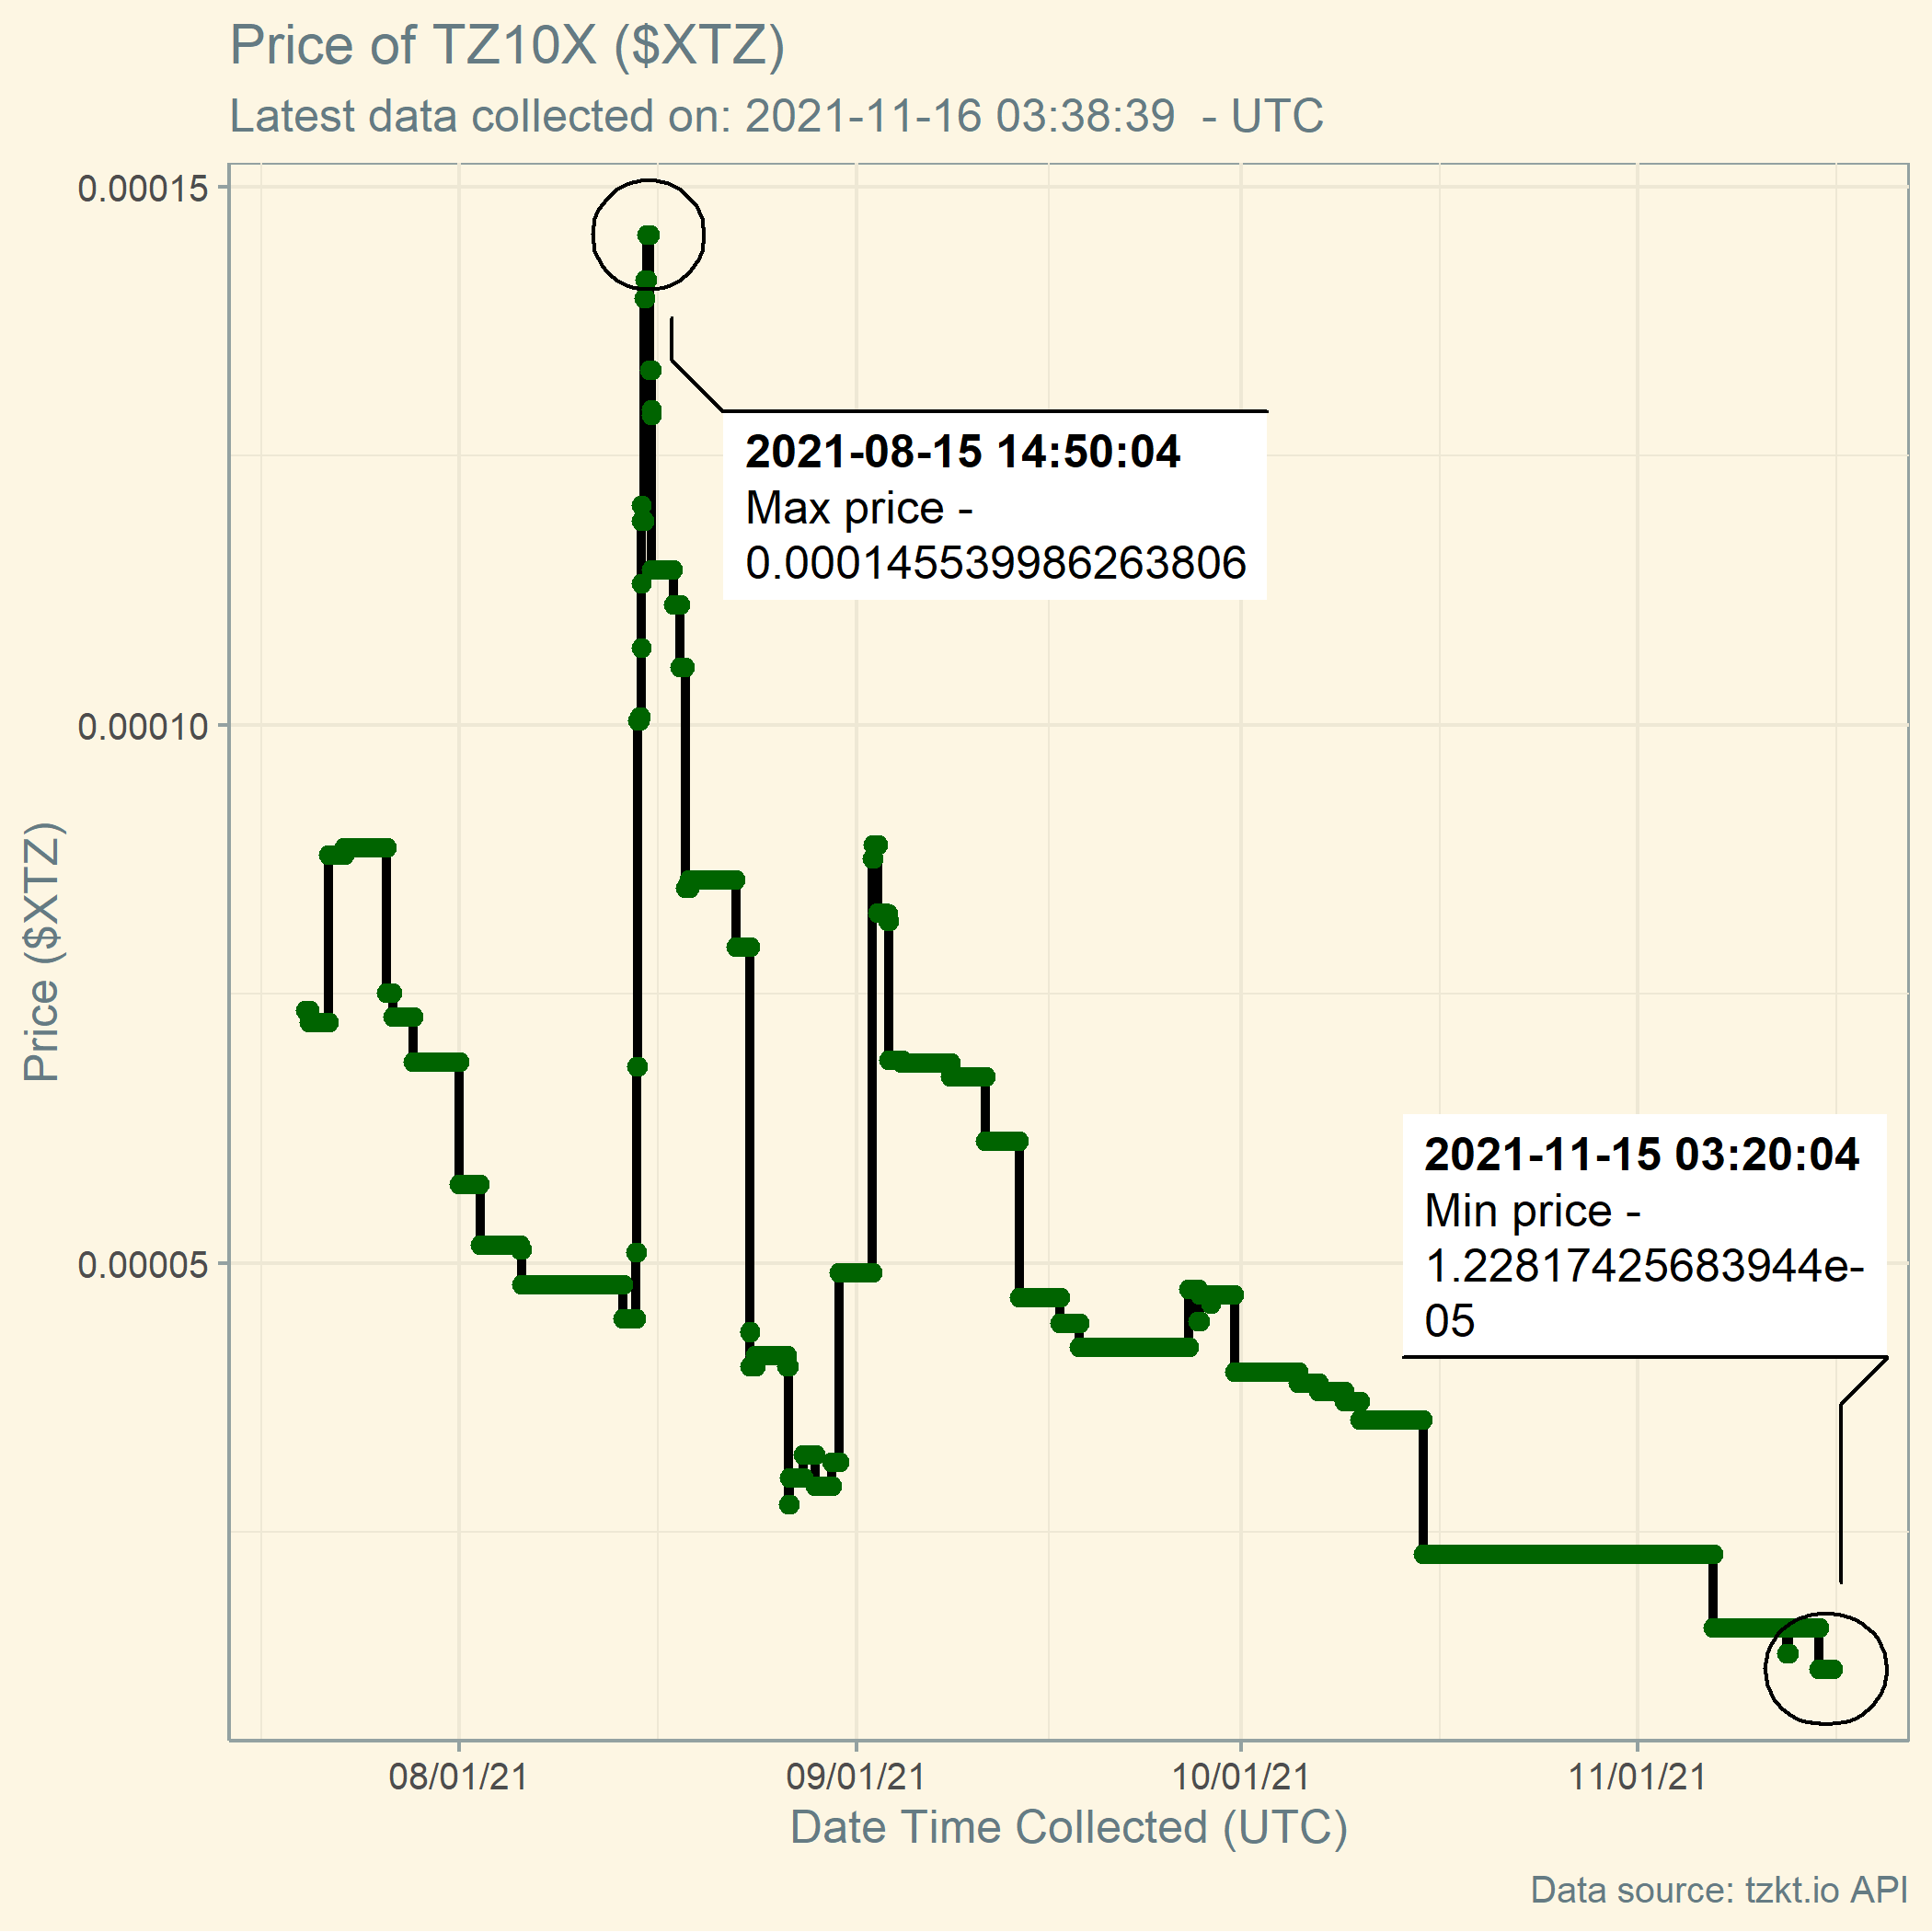 Price of TZ10X ($XTZ)
Latest data collected on: 2021-11-16 03:38:39  - UTC
0.00015
0.00010
0.00005
Price ($XTZ)
2021-08-15 14:50:04
Max price -
0.000145539986263806
2021-11-15 03:20:04
Min price -
1.22817425683944e-
05
08/01/21
09/01/21
10/01/21
11/01/21
Date Time Collected (UTC)
Data source: tzkt.io API